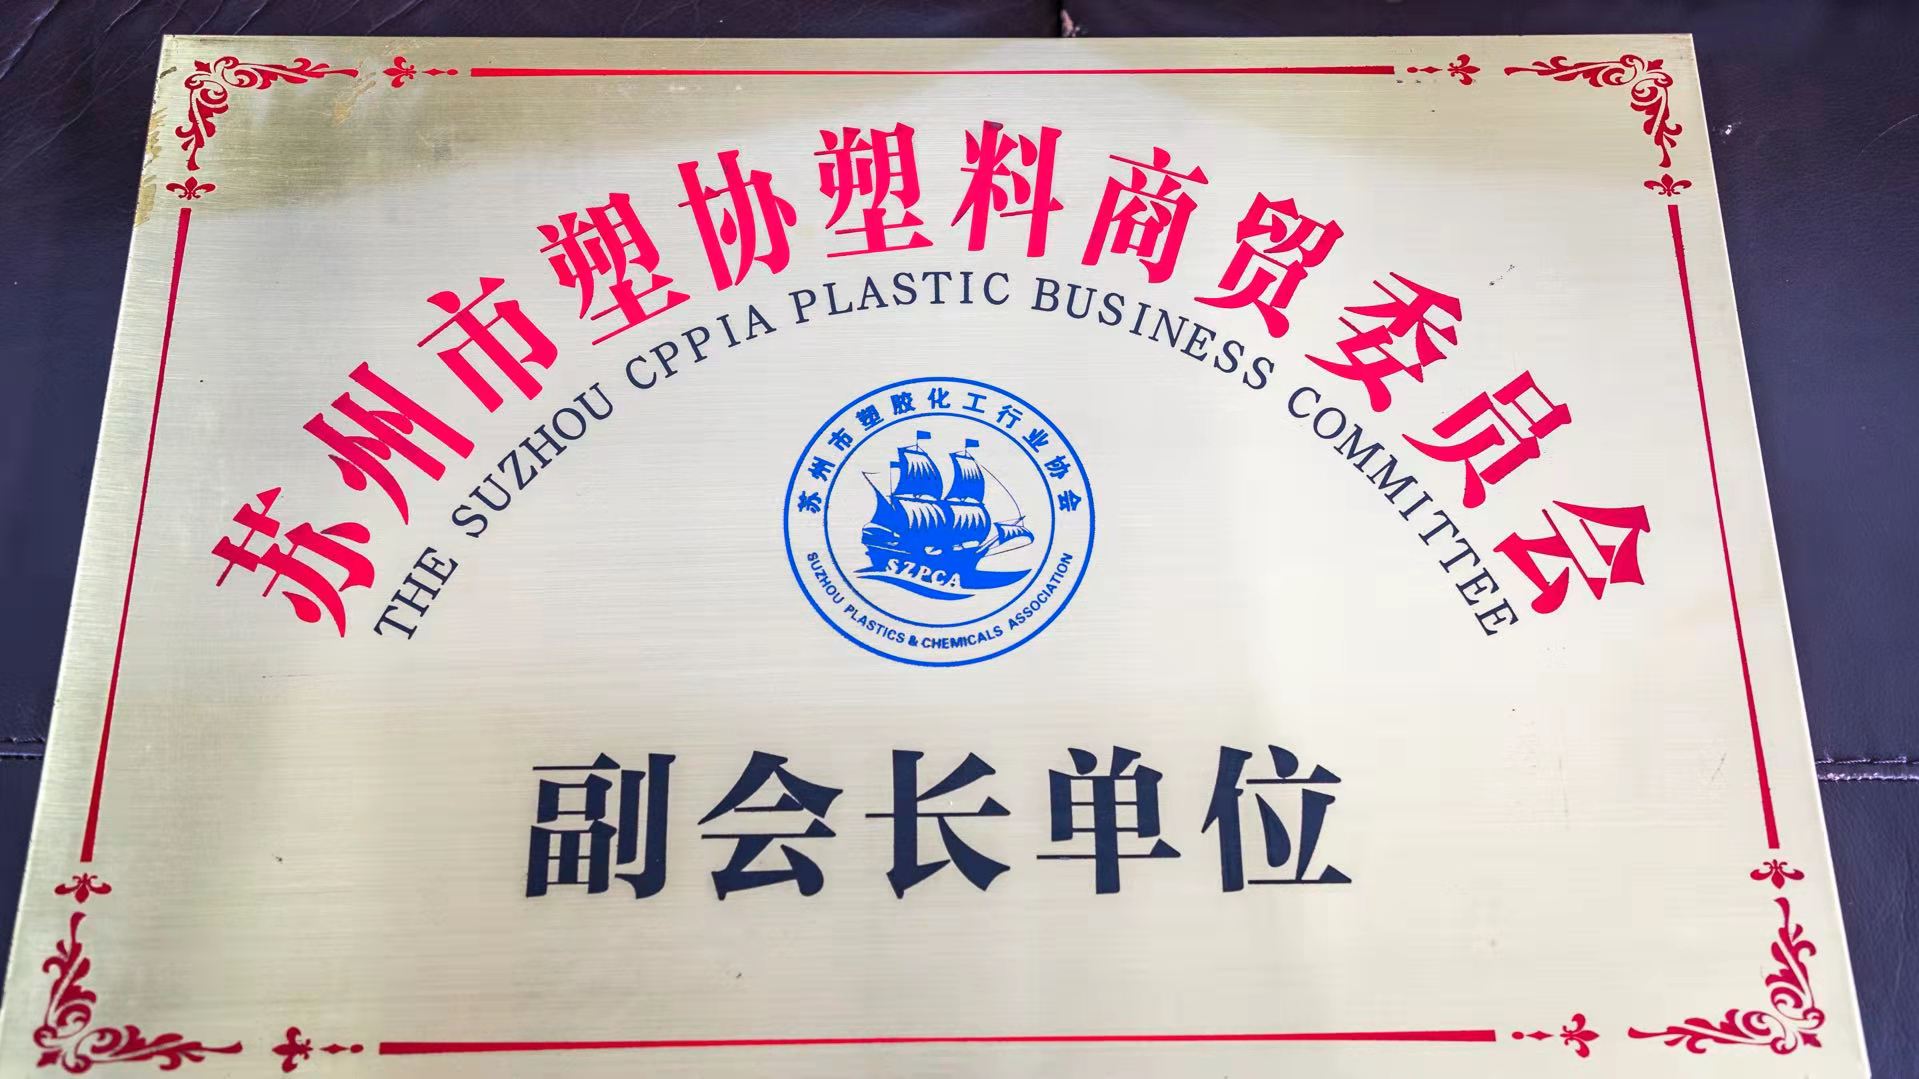 苏州市塑协塑料商贸委员会
THE SUZHOU CPPIA PLASTIC BUSINESS COMMITTEE
苏州市塑胶化工行业协会
SZPCA
SUZHOU PLASTICS & CHEMICALS ASSOCIATION
副会长单位